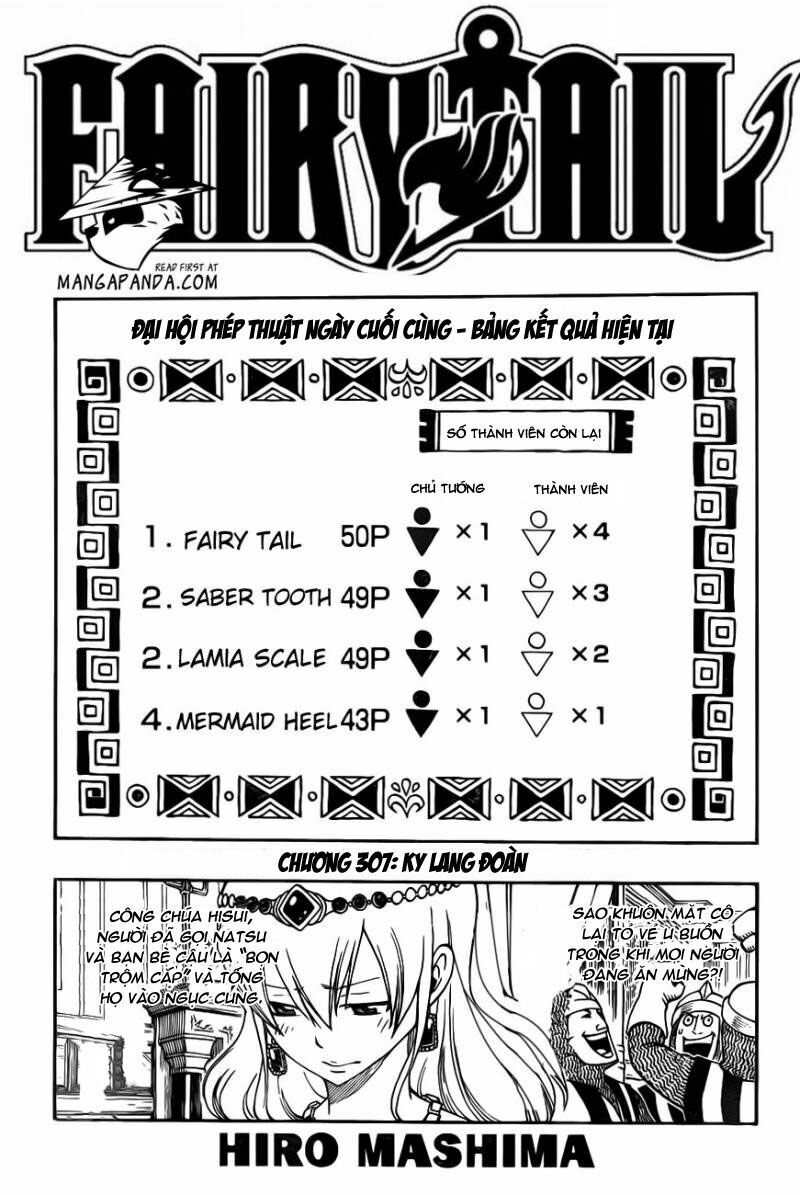 FAIRY TAIL
READ FIRST AT
MANGAPANDA.COM
ĐẠI HỘI PHÉP THUẬT NGÀY CUỐI CÙNG - BẢNG KẾT QUẢ HIỆN TẠI
SỐ THÀNH VIÊN CÒN LẠI
CHỦ TƯỚNG THÀNH VIÊN
1. FAIRY TAIL 50P ×1 ×4
2. SABER TOOTH 49P ×1 ×3
2. LAMIA SCALE 49P ×1 ×2
4. MERMAID HEEL 43P ×1 ×1
CHƯƠNG 307: KỴ LANG ĐOÀN
CÔNG CHÚA HISUI,
NGƯỜI ĐÃ GỌI NATSU
VÀ BẠN BÈ CẬU LÀ "BỌN
TRỘM CẮP" VÀ TỐNG
HỌ VÀO NGỤC CUNG.
SAO KHUÔN MẶT CÔ
LẠI TỎ VẺ U BUỒN
TRONG KHI MỌI NGƯỜI
ĐANG ĂN MỪNG?!
HIRO MASHIMA